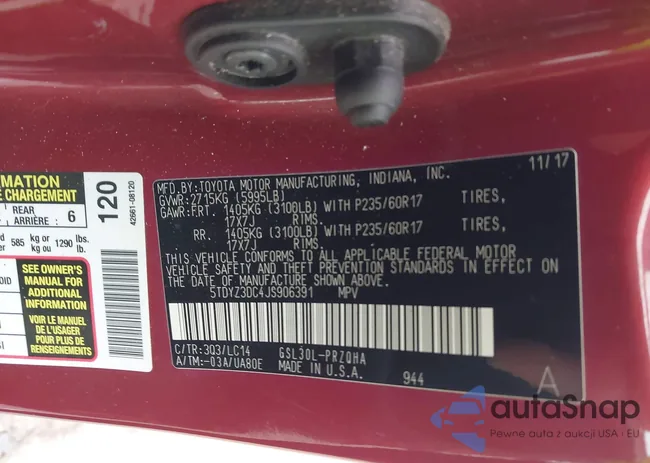 MATION
E CHARGEMENT
REAR
ARRIÈRE: 6
585 kg or 1290 lbs.
kg ou lb.
SEE OWNER'S
MANUAL FOR
ADDITIONAL
INFORMATION
VOIR LE MANUEL
DE L'USAGER
POUR PLUS DE
RENSEIGNEMENTS
120
42661-08120
MFD.BY: TOYOTA MOTOR MANUFACTURING, INDIANA, INC. 11/17
GVWR: 2715KG (5995LB)
GAWR:FRT. 1405KG (3100LB) WITH P235/60R17 TIRES,
17X7J RIMS.
RR. 1405KG (3100LB) WITH P235/60R17 TIRES,
17X7J RIMS.
THIS VEHICLE CONFORMS TO ALL APPLICABLE FEDERAL MOTOR
VEHICLE SAFETY AND THEFT PREVENTION STANDARDS IN EFFECT ON
THE DATE OF MANUFACTURE SHOWN ABOVE.
5TDYZ3DC4JS906391 MPV
C/TR:3Q3/LC14 GSL30L-PRZQHA
A/TM:-03A/UA80E MADE IN U.S.A. 944 A
autoSnap
Pewne auta z aukcji USA i EU